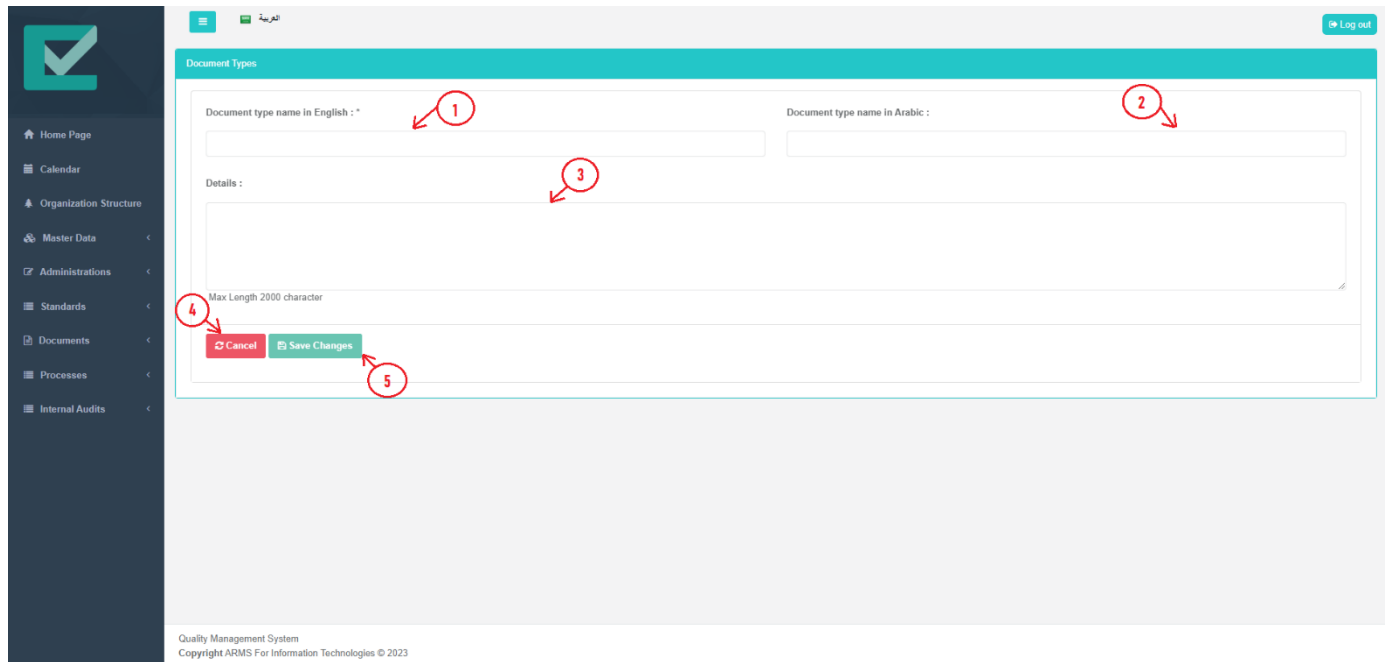 العربية
Log out
Document Types
Document type name in English : *
1
Document type name in Arabic :
2
Details :
3
Max Length 2000 character
4
Cancel
Save Changes
5
Home Page
Calendar
Organization Structure
Master Data
Administrations
Standards
Documents
Processes
Internal Audits
Quality Management System
Copyright ARMS For Information Technologies © 2023